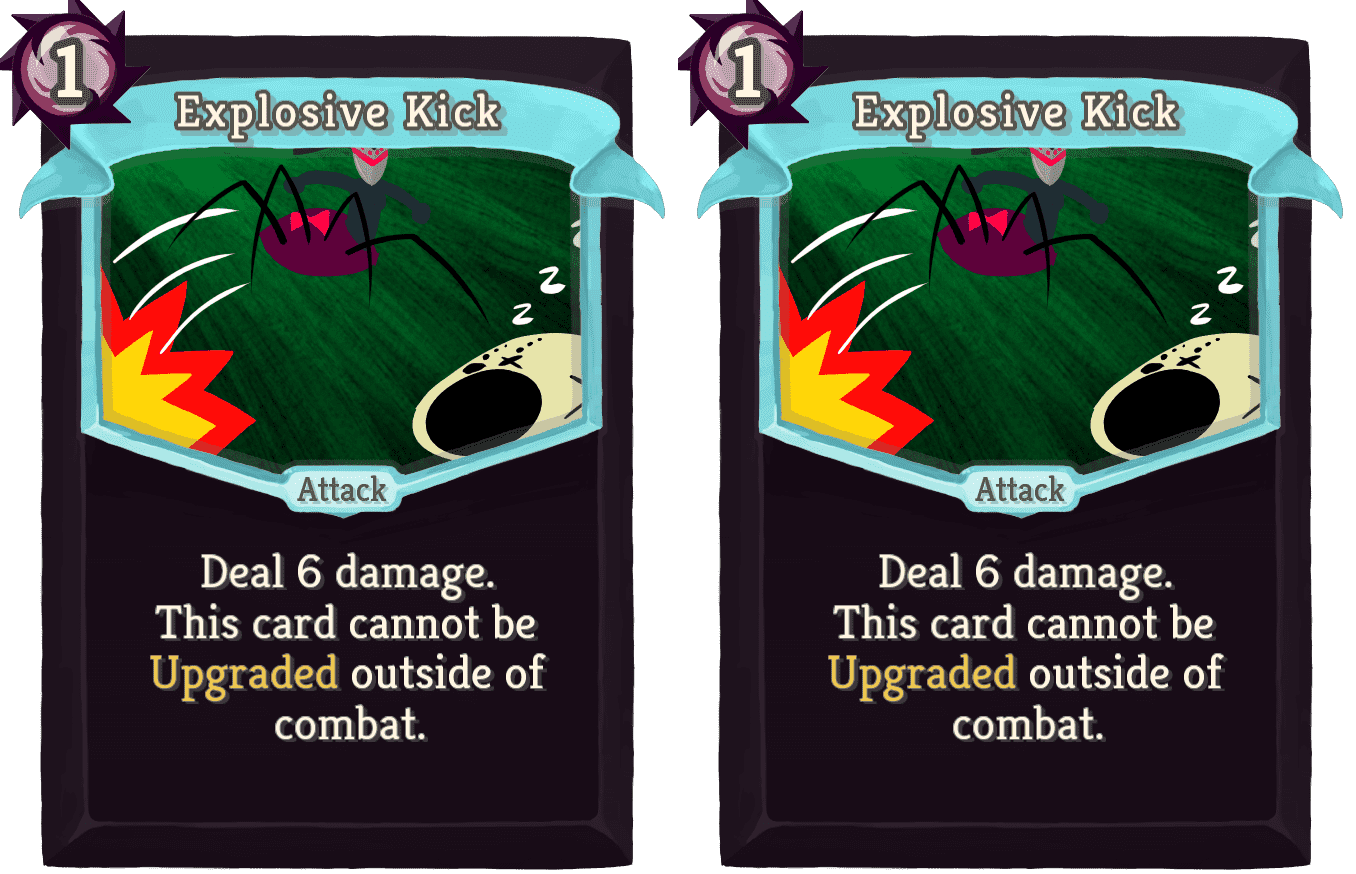 1
Explosive Kick
z
z
Attack
Deal 6 damage.
This card cannot be
Upgraded outside of
combat.
1
Explosive Kick
z
z
Attack
Deal 6 damage.
This card cannot be
Upgraded outside of
combat.